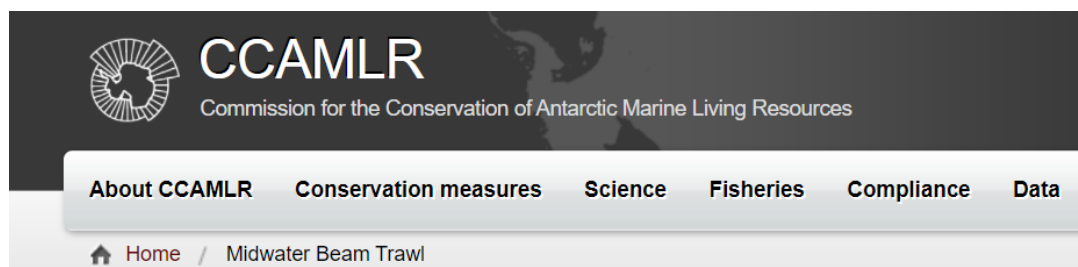 CCAMLR
Commission for the Conservation of Antarctic Marine Living Resources
About CCAMLR Conservation measures Science Fisheries Compliance Data
Home / Midwater Beam Trawl